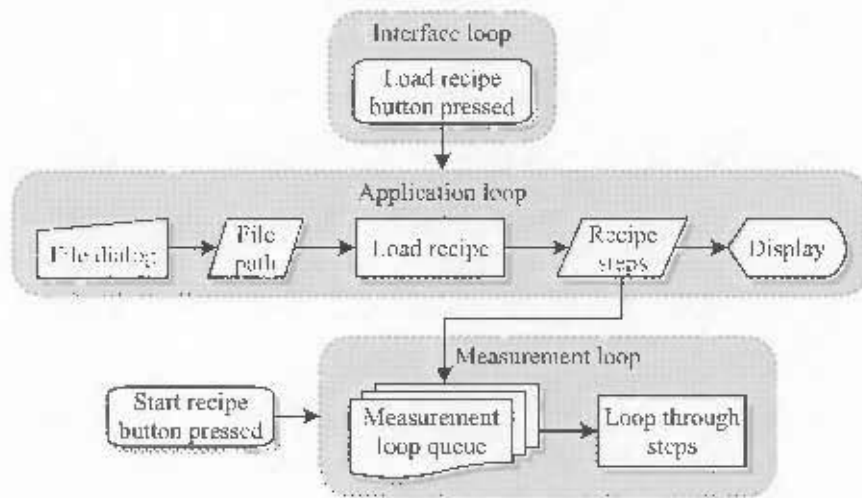 Interface loop
Load recipe
button pressed
Application loop
File dialog
File
path
Load recipe
Recipe
steps
Display
Measurement loop
Start recipe
button pressed
Measurement
loop queue
Loop through
steps